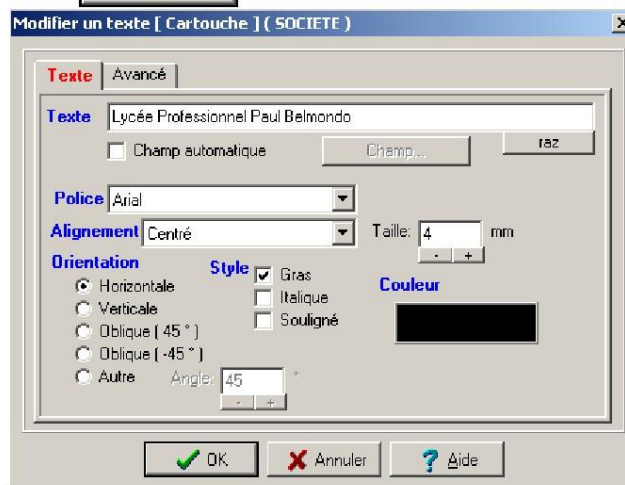 Modifier un texte [ Cartouche ] ( SOCIETE )
Texte Avancé
Texte Lycée Professionnel Paul Belmondo
Champ automatique Champ... raz
Police Arial
Alignement Centré Taille: 4 mm
- +
Orientation Style Gras Couleur
Horizontale Italique
Verticale Souligné
Oblique ( 45 ° )
Oblique ( -45 ° )
Autre Angle: 45 °
- +
OK Annuler Aide